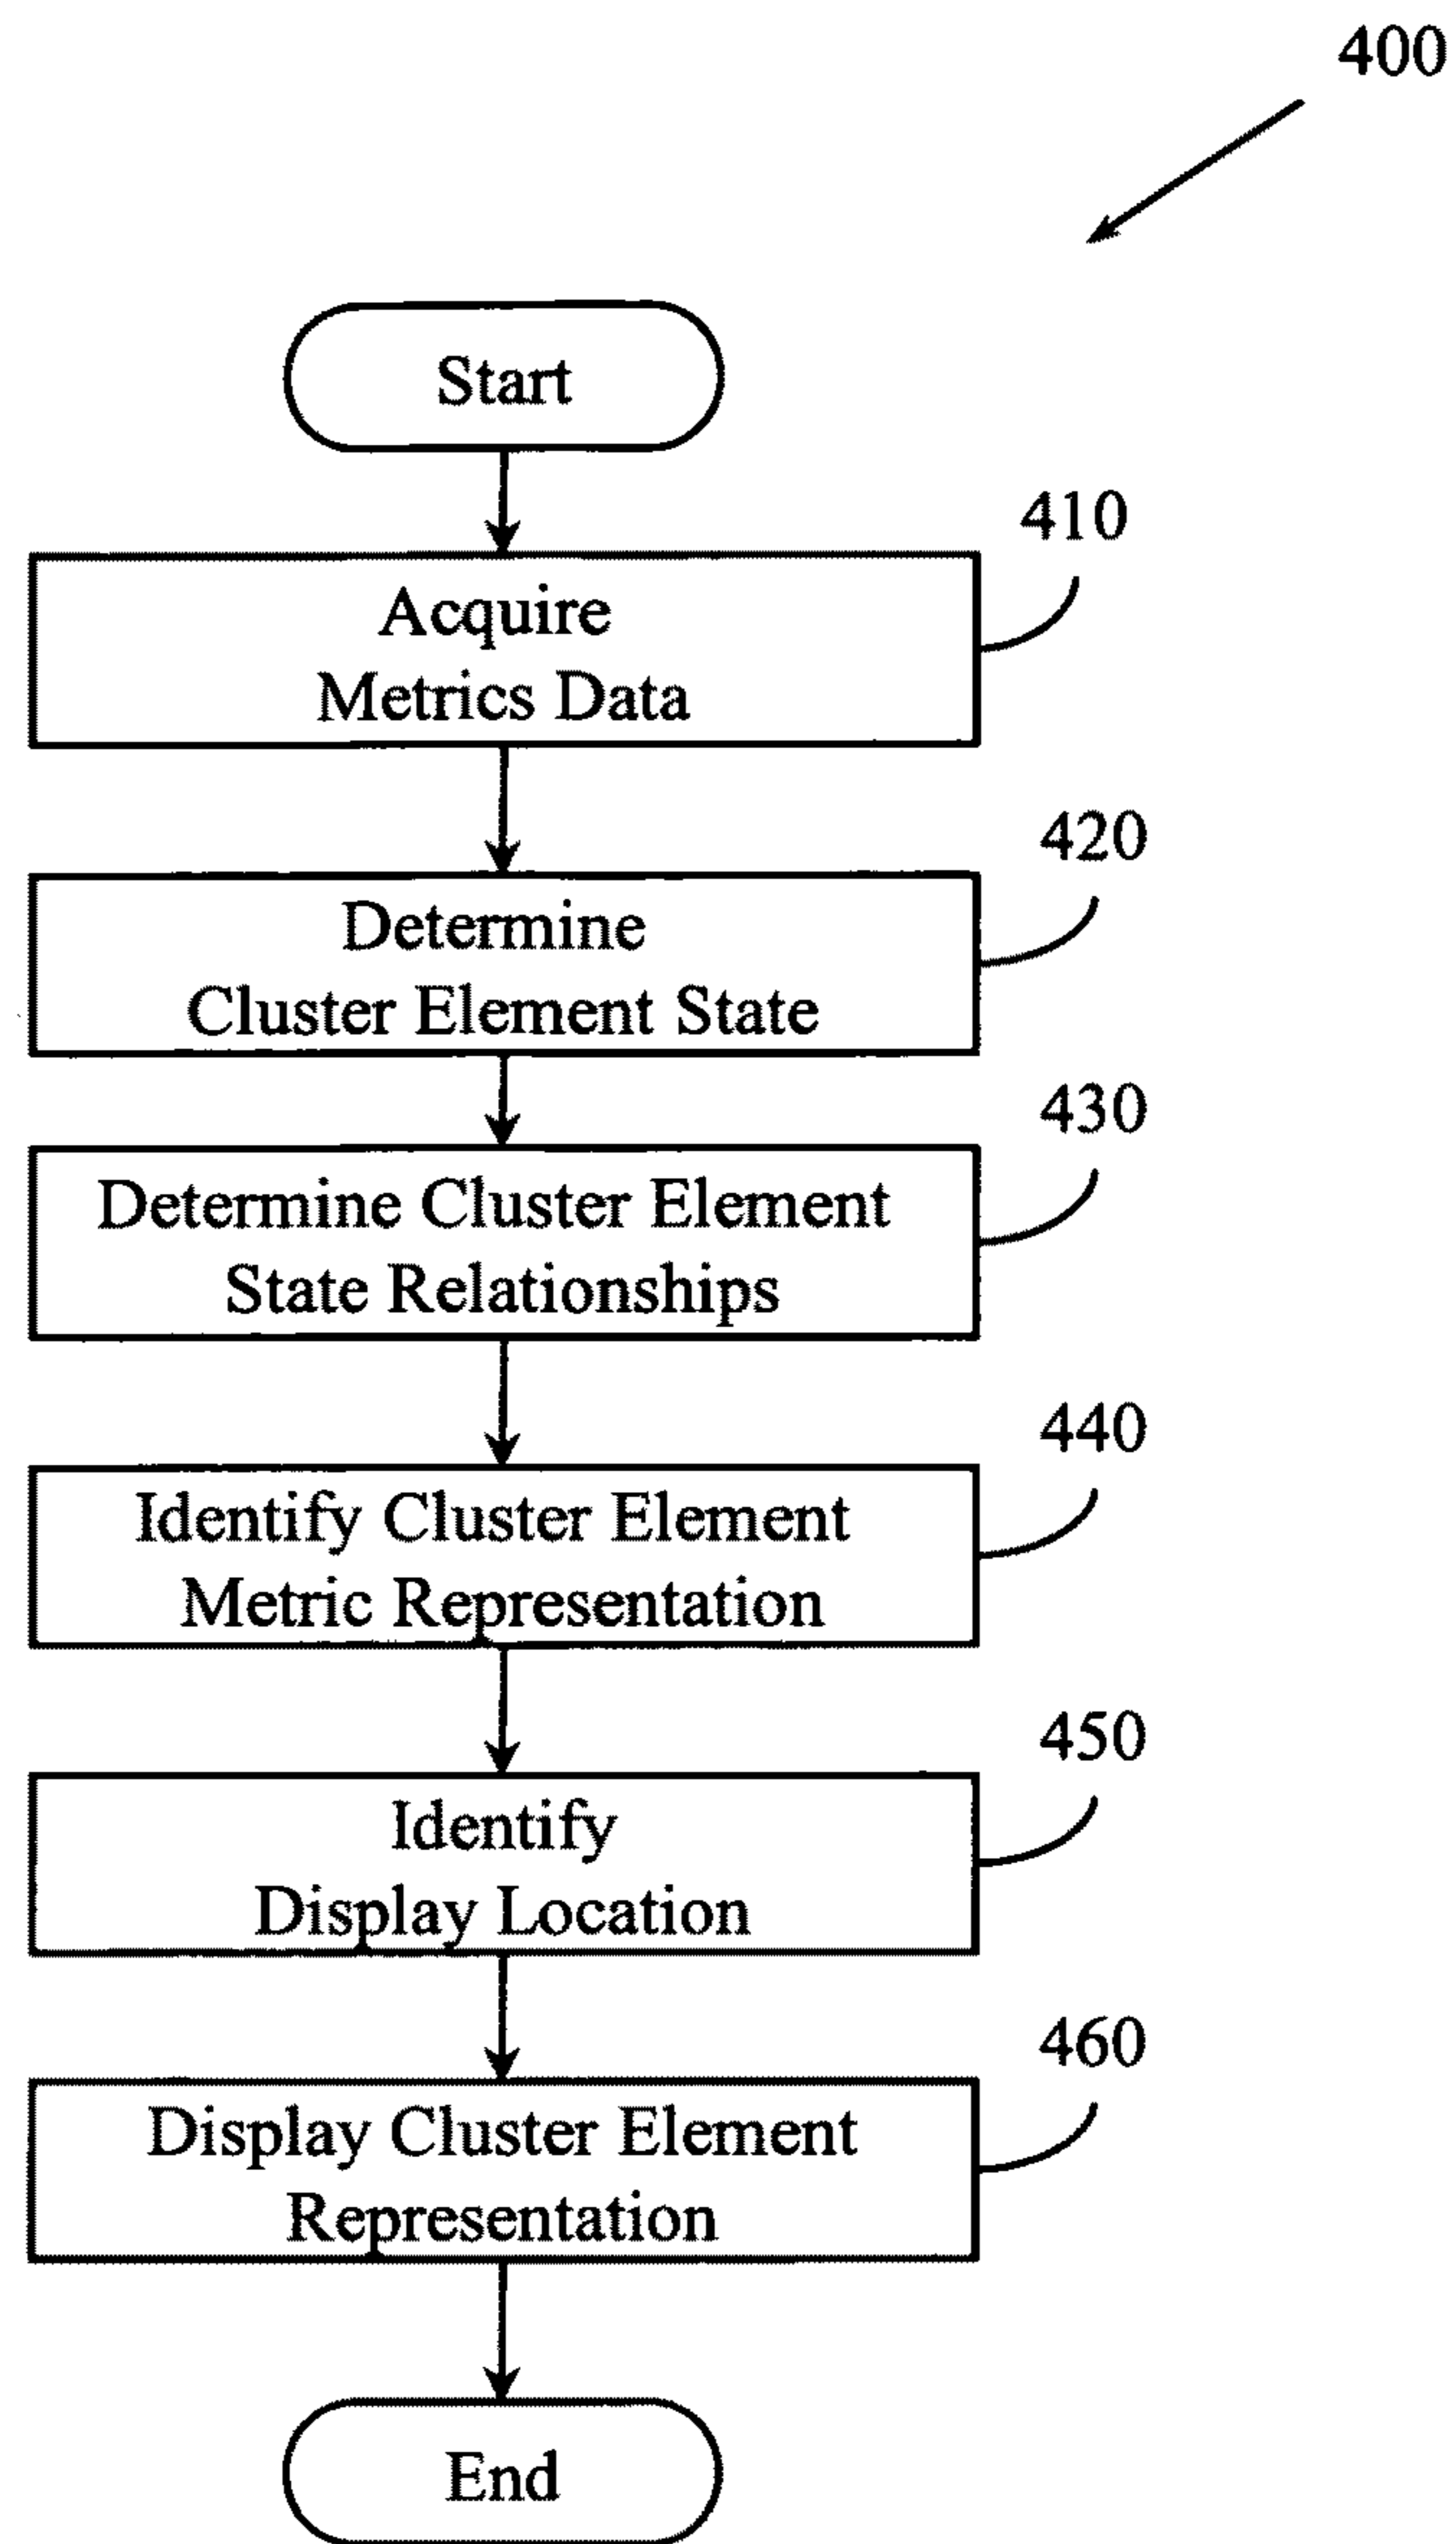 400
Start
410
Acquire
Metrics Data
420
Determine
Cluster Element State
430
Determine Cluster Element
State Relationships
440
Identify Cluster Element
Metric Representation
450
Identify
Display Location
460
Display Cluster Element
Representation
End